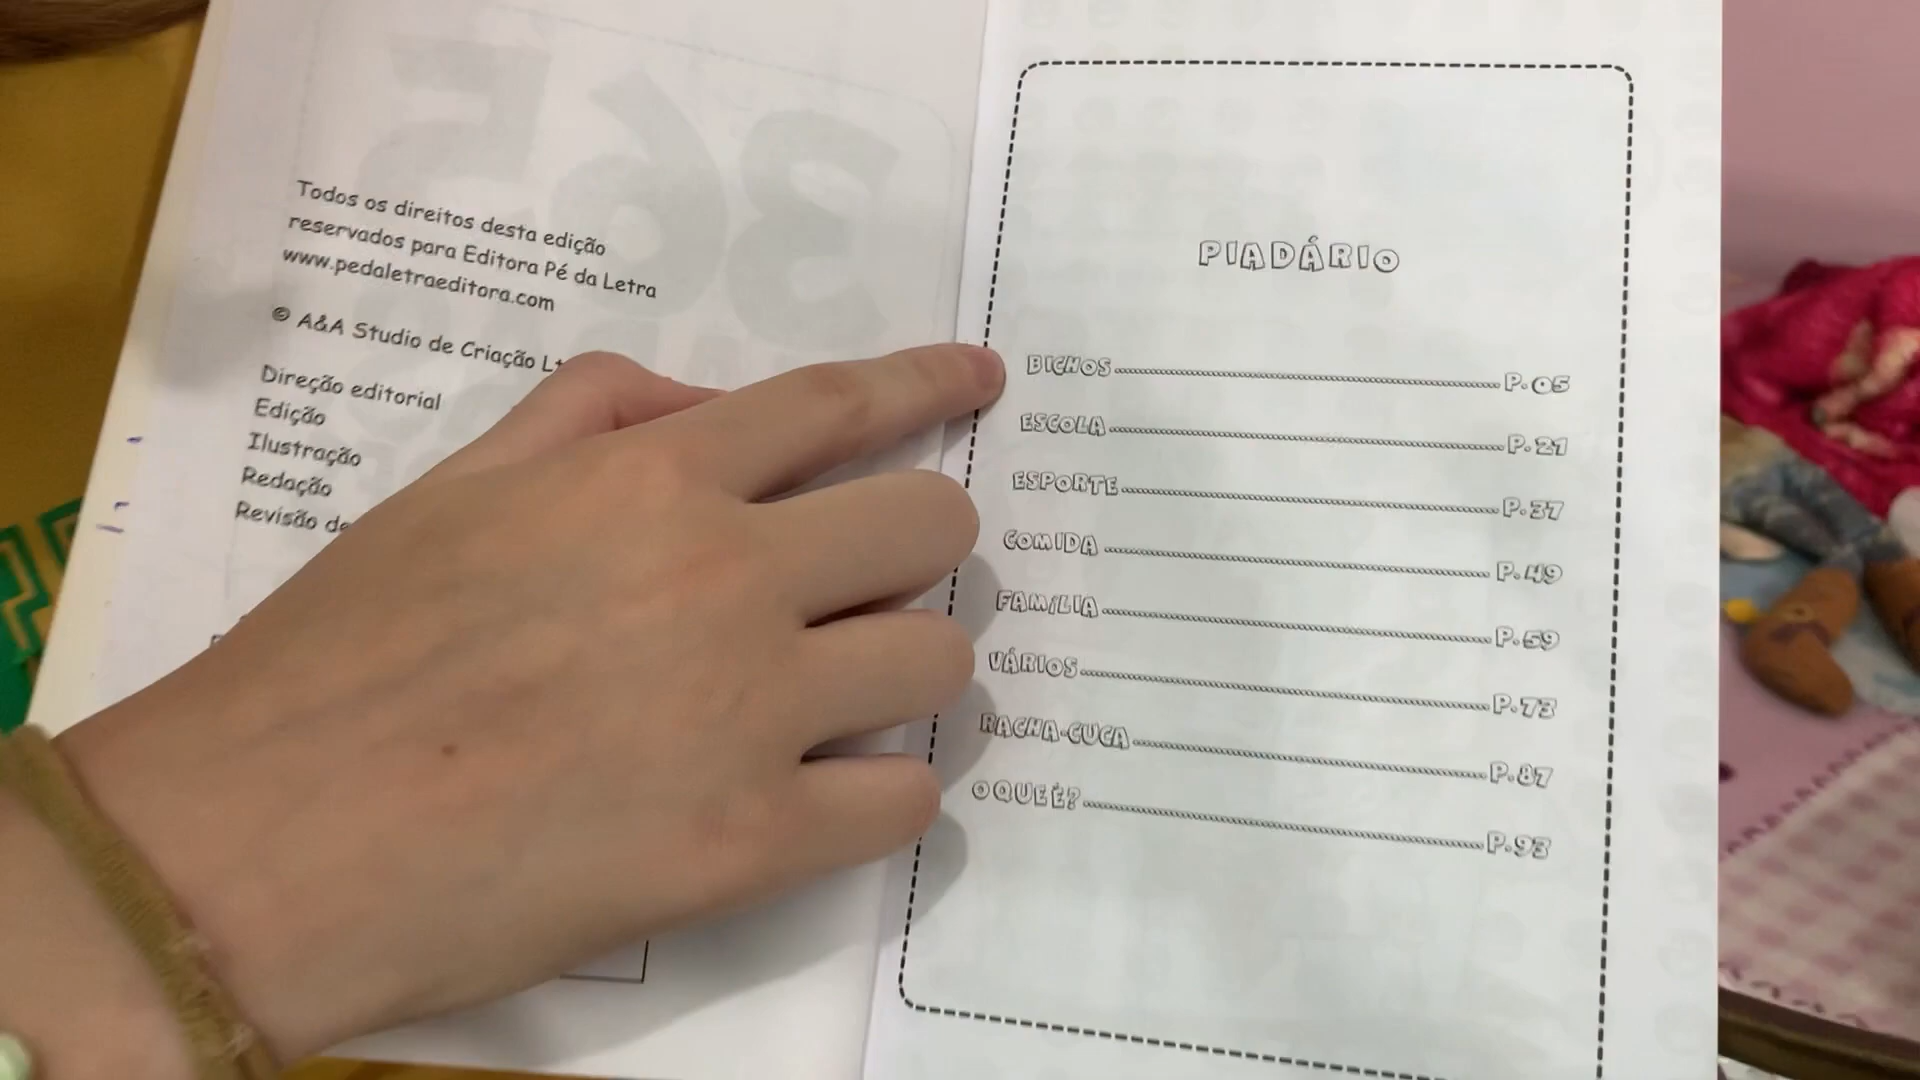 Todos os direitos desta edição
reservados para Editora Pé da Letra
www.pedaletraeditora.com
© A&A Studio de Criação
Direção editorial
Edição
Ilustração
Redação
Revisão
PIADÁRIO
BICHOS P.05
ESCOLA P.21
ESPORTE P.37
COMIDA P.49
FAMÍLIA P.59
VÁRIOS P.73
RACHA-CUCA P.87
O QUE É? P.93